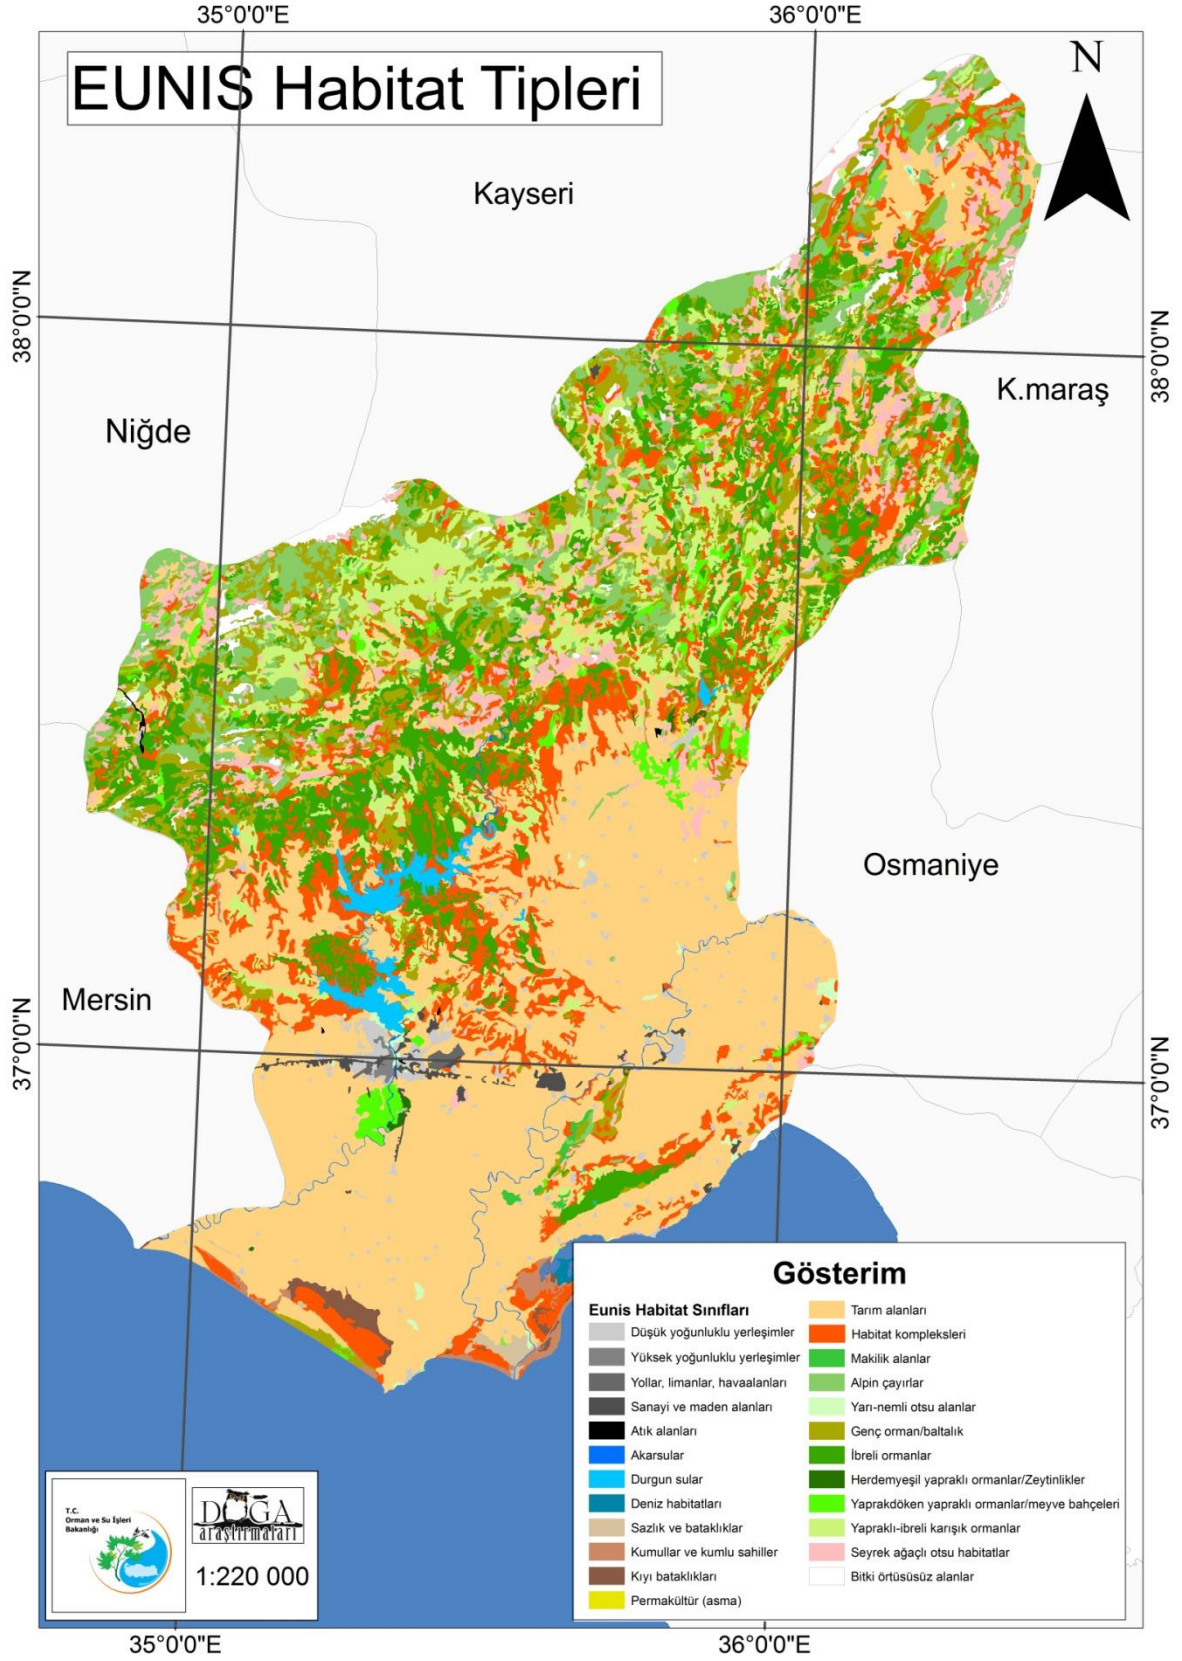 35°0'0"E
36°0'0"E
EUNIS Habitat Tipleri
N
Kayseri
38°0'0"N
38°0'0"N
K.maraş
Niğde
Osmaniye
Mersin
37°0'0"N
37°0'0"N
Gösterim
Eunis Habitat Sınıfları
Düşük yoğunluklu yerleşimler
Yüksek yoğunluklu yerleşimler
Yollar, limanlar, havaalanları
Sanayi ve maden alanları
Atık alanları
Akarsular
Durgun sular
Deniz habitatları
Sazlık ve bataklıklar
Kumullar ve kumlu sahiller
Kıyı bataklıkları
Permakültür (asma)
Tarım alanları
Habitat kompleksleri
Makilik alanlar
Alpin çayırlar
Yarı-nemli otsu alanlar
Genç orman/baltalık
İbreli ormanlar
Herdemyeşil yapraklı ormanlar/Zeytinlikler
Yaprakdöken yapraklı ormanlar/meyve bahçeleri
Yapraklı-ibreli karışık ormanlar
Seyrek ağaçlı otsu habitatlar
Bitki örtüsüsüz alanlar
T.C.
Orman ve Su İşleri
Bakanlığı
DOĞA
araştırmaları
1:220 000
35°0'0"E
36°0'0"E